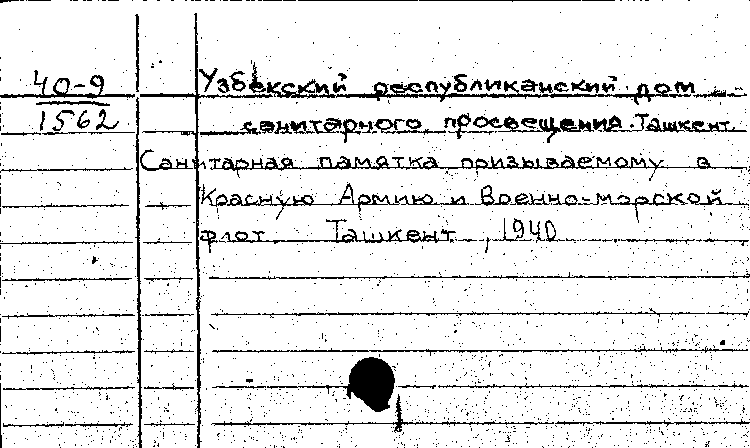 40-9
1562
Узбекский республиканский дом
санитарного просвещения. Ташкент.
Санитарная памятка призываемому в
Красную Армию и Военно-морской
флот. Ташкент, 1940